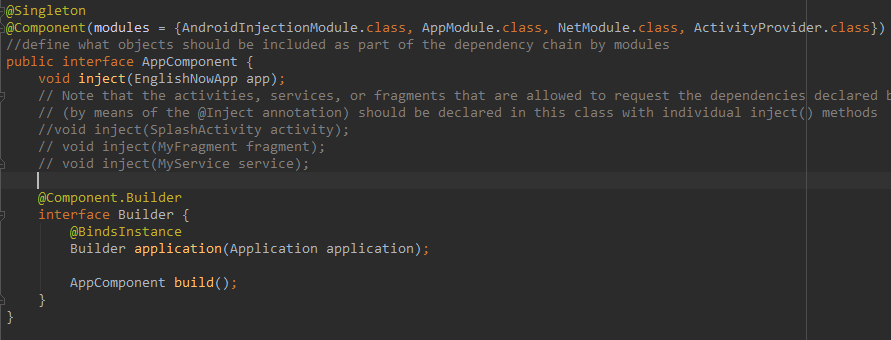 @Singleton
@Component(modules = {AndroidInjectionModule.class, AppModule.class, NetModule.class, ActivityProvider.class})
//define what objects should be included as part of the dependency chain by modules
public interface AppComponent {
    void inject(EnglishNowApp app);
    // Note that the activities, services, or fragments that are allowed to request the dependencies declared b
    // (by means of the @Inject annotation) should be declared in this class with individual inject() methods
    //void inject(SplashActivity activity);
    // void inject(MyFragment fragment);
    // void inject(MyService service);
    @Component.Builder
    interface Builder {
        @BindsInstance
        Builder application(Application application);
        AppComponent build();
    }
}